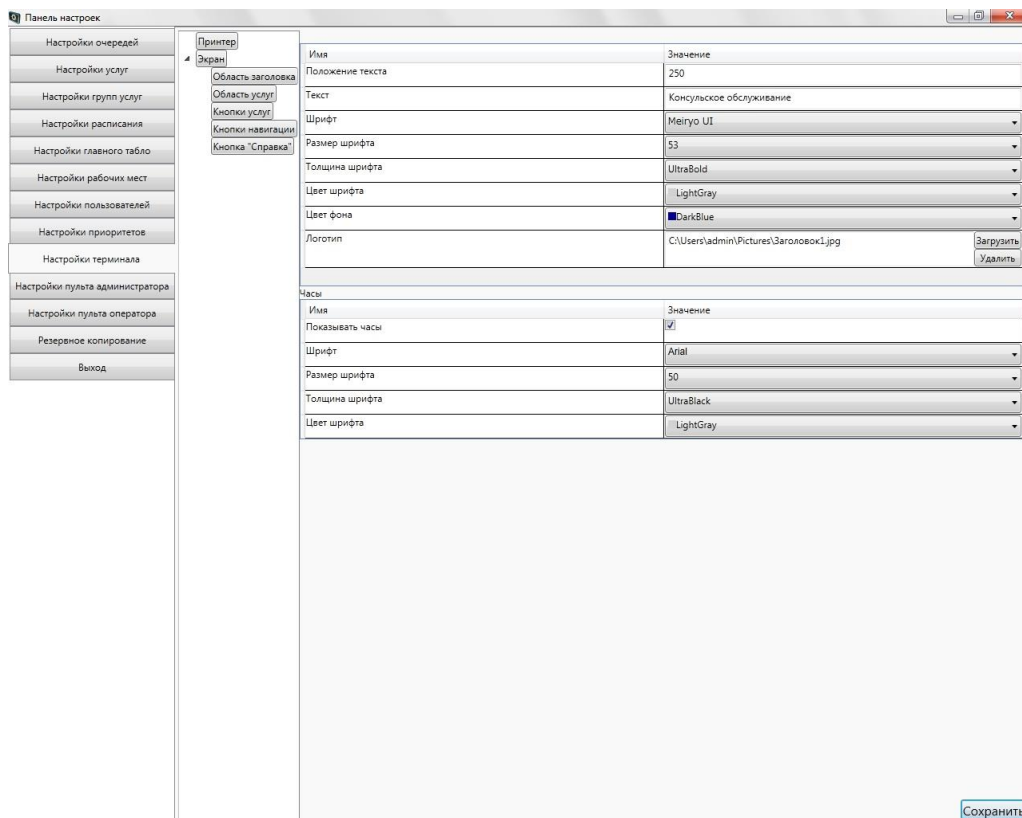 Панель настроек
Настройки очередей
Настройки услуг
Настройки групп услуг
Настройки расписания
Настройки главного табло
Настройки рабочих мест
Настройки пользователей
Настройки приоритетов
Настройки терминала
Настройки пульта администратора
Настройки пульта оператора
Резервное копирование
Выход
Принтер
Экран
Область заголовка
Область услуг
Кнопки услуг
Кнопки навигации
Кнопка "Справка"
Имя Значение
Положение текста 250
Текст Консульское обслуживание
Шрифт Meiryo UI
Размер шрифта 53
Толщина шрифта UltraBold
Цвет шрифта LightGray
Цвет фона DarkBlue
Логотип C:\Users\admin\Pictures\Заголовок1.jpg Загрузить
Удалить
Часы
Имя Значение
Показывать часы
Шрифт Arial
Размер шрифта 50
Толщина шрифта UltraBlack
Цвет шрифта LightGray
Сохранить